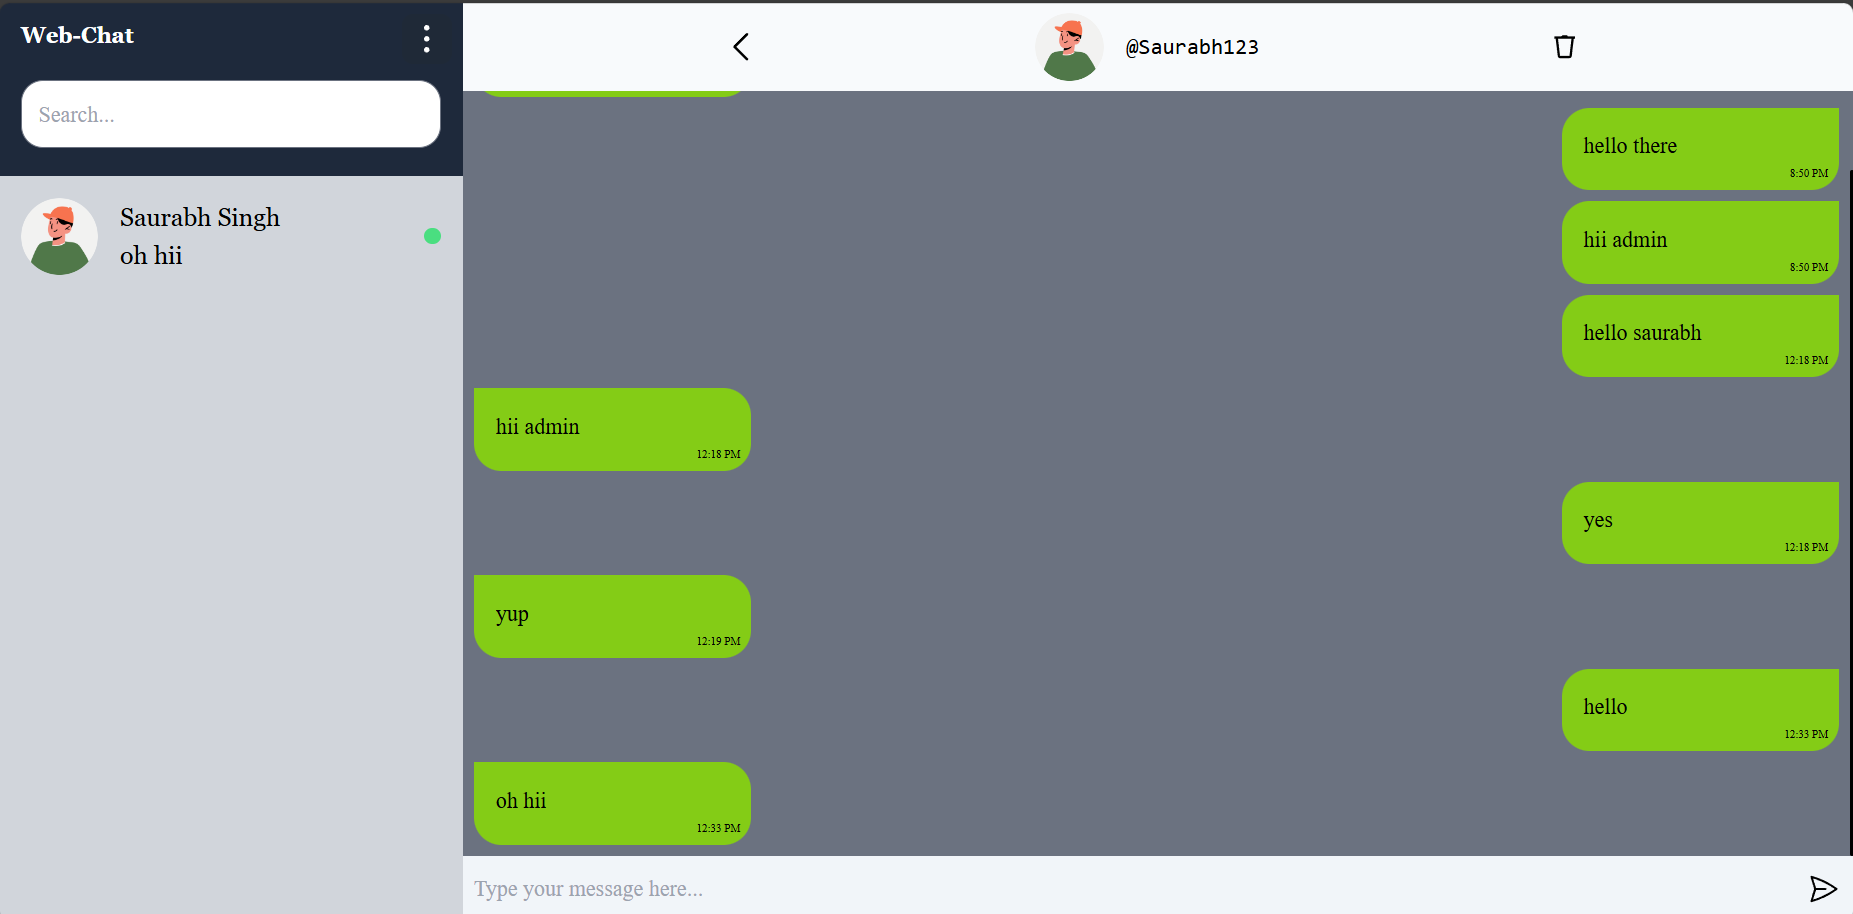 Web-Chat
Search...
Saurabh Singh
oh hii
@Saurabh123
hello there
8:50 PM
hii admin
8:50 PM
hello saurabh
12:18 PM
hii admin
12:18 PM
yes
12:18 PM
yup
12:19 PM
hello
12:33 PM
oh hii
12:33 PM
Type your message here...